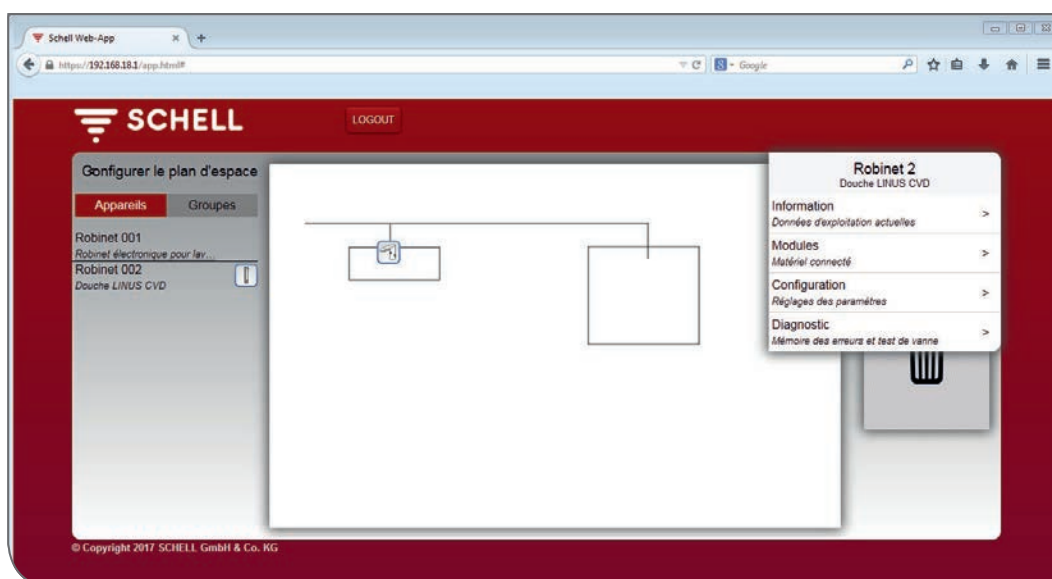 Schell Web-App
https://192.168.18.1/app.html#
Google
SCHELL
LOGOUT
Configurer le plan d'espace
Appareils
Groupes
Robinet 001
Robinet électronique pour lav...
Robinet 002
Douche LINUS CVD
Robinet 2
Douche LINUS CVD
Information
Données d'exploitation actuelles
>
Modules
Matériel connecté
>
Configuration
Réglages des paramètres
>
Diagnostic
Mémoire des erreurs et test de vanne
>
© Copyright 2017 SCHELL GmbH & Co. KG